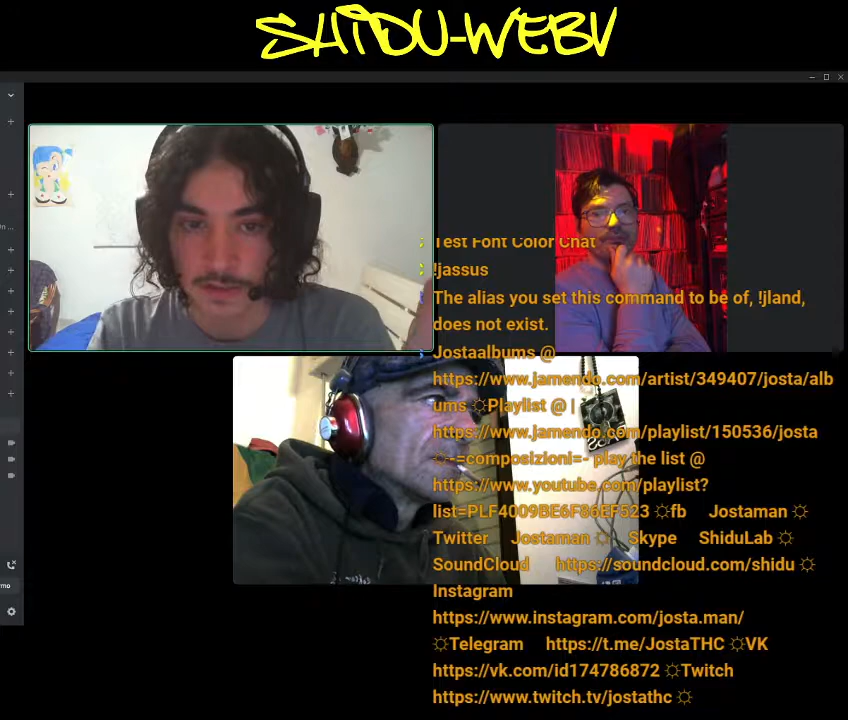 SHIDU-WEBV
Test Font Color Chat
!jassus
The alias you set this command to be of, !jland,
does not exist.
Jostaalbums @
https://www.jamendo.com/artist/349407/josta/alb
ums ☼Playlist @ |
https://www.jamendo.com/playlist/150536/josta
☼-=composizioni=- play the list @
https://www.youtube.com/playlist?
list=PLF4009BE6F86EF523 ☼fb Jostaman ☼
Twitter Jostaman ☼ Skype ShiduLab ☼
SoundCloud https://soundcloud.com/shidu ☼
Instagram
https://www.instagram.com/josta.man/
☼Telegram https://t.me/JostaTHC ☼VK
https://vk.com/id174786872 ☼Twitch
https://www.twitch.tv/jostathc ☼